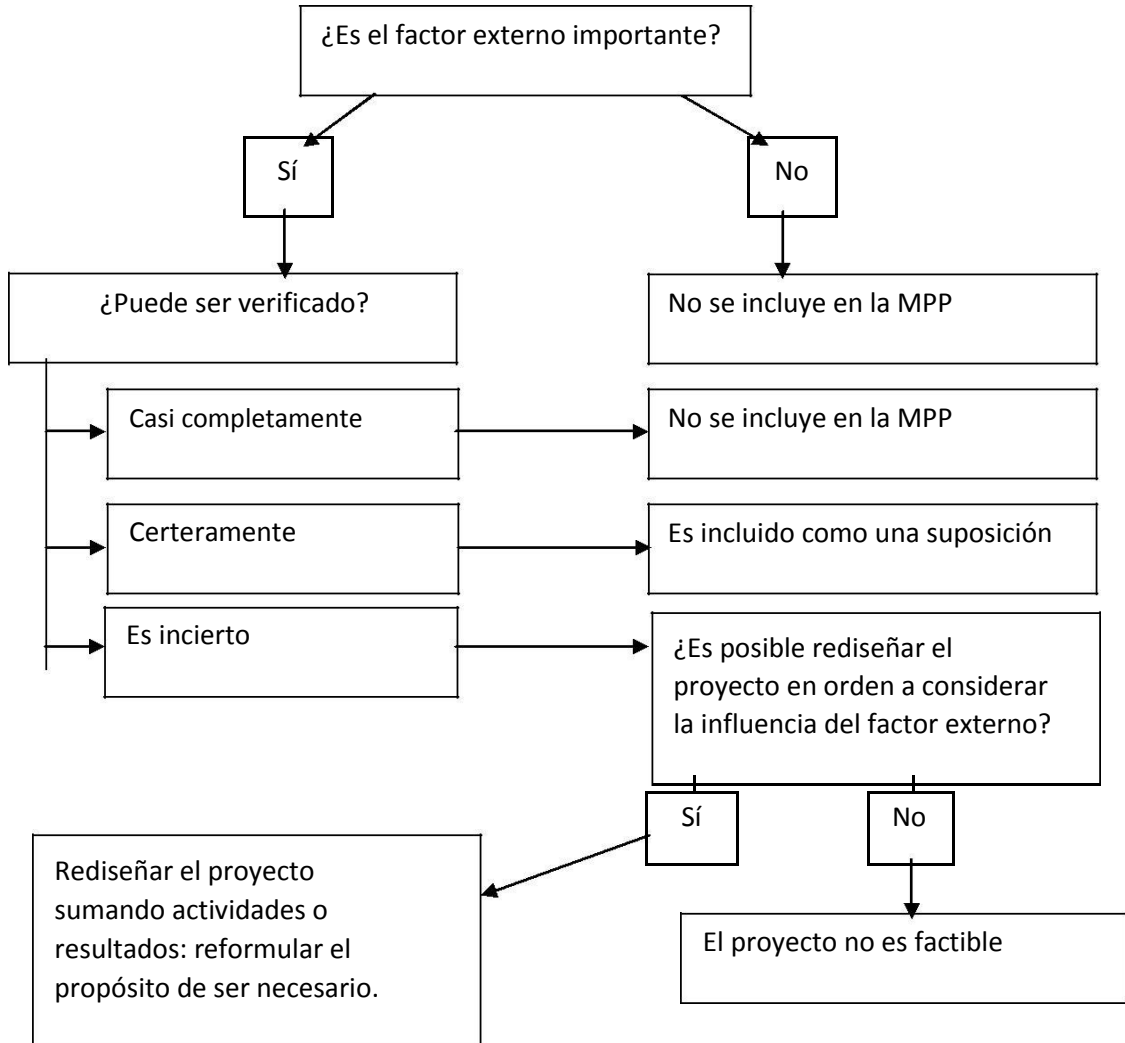 ¿Es el factor externo importante?
Sí
No
¿Puede ser verificado?
No se incluye en la MPP
Casi completamente
No se incluye en la MPP
Certeramente
Es incluido como una suposición
Es incierto
¿Es posible rediseñar el
proyecto en orden a considerar
la influencia del factor externo?
Sí
No
Rediseñar el proyecto
sumando actividades o
resultados: reformular el
propósito de ser necesario.
El proyecto no es factible